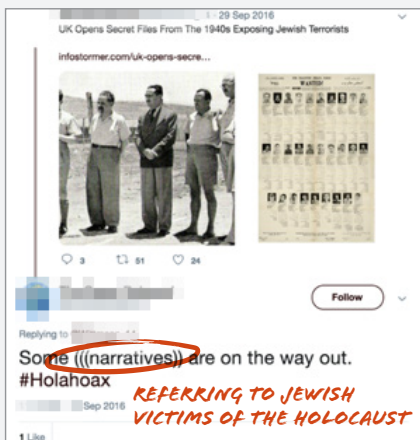 29 Sep 2016
UK Opens Secret Files From The 1940s Exposing Jewish Terrorists
infostormer.com/uk-opens-secre...
WANTED
3 51 24
Follow
Replying to
Some (((narratives)) are on the way out.
#Holahoax
REFERRING TO JEWISH
VICTIMS OF THE HOLOCAUST
Sep 2016
1 Like